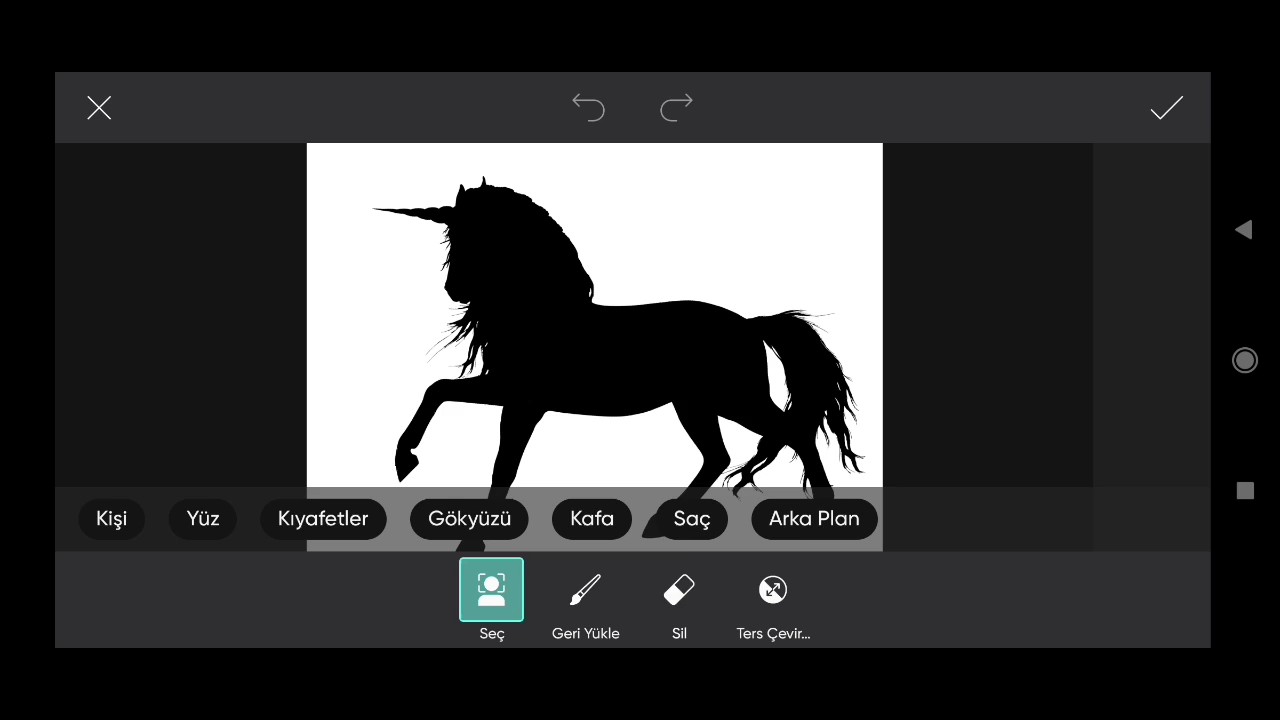 Kişi
Yüz
Kıyafetler
Gökyüzü
Kafa
Saç
Arka Plan
Seç
Geri Yükle
Sil
Ters Çevir...